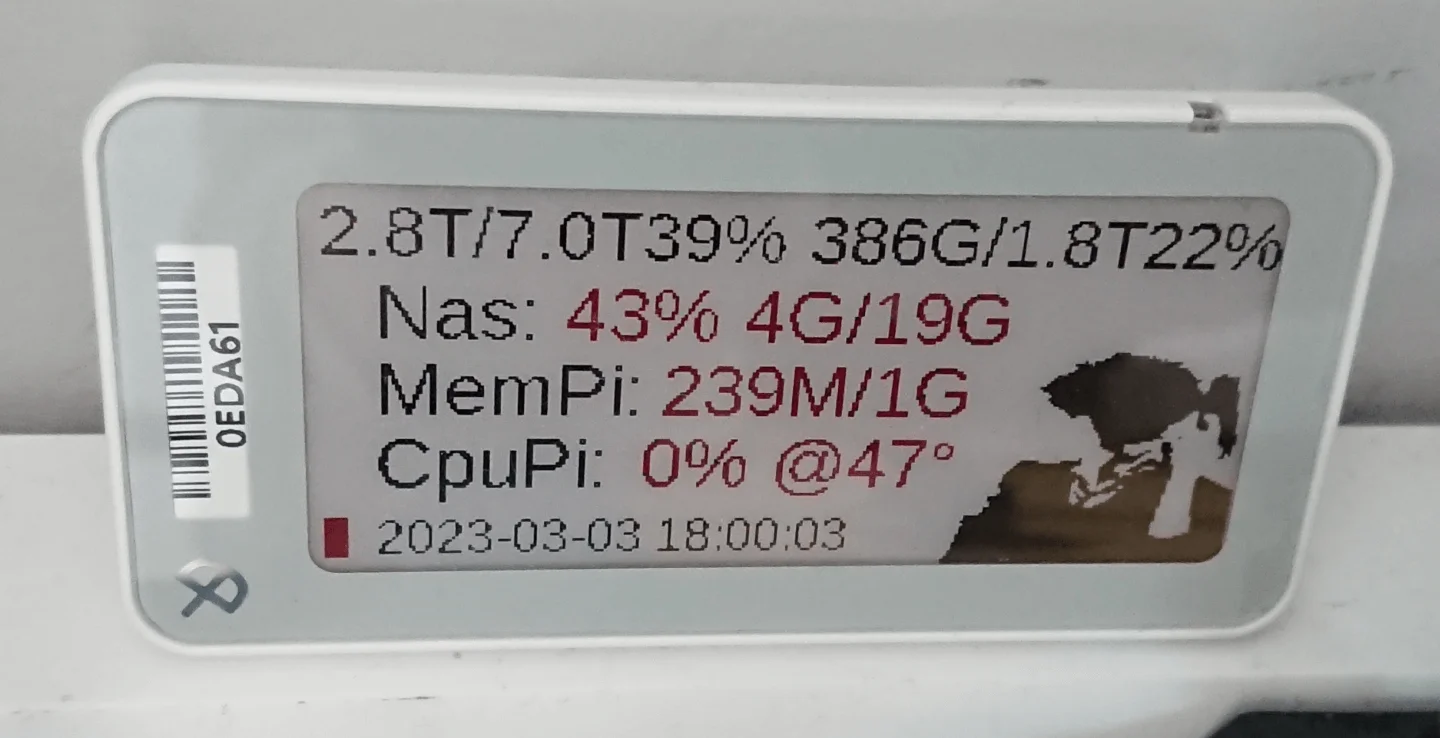 2.8T/7.0T39% 386G/1.8T22%
Nas: 43% 4G/19G
MemPi: 239M/1G
CpuPi: 0% @47°
2023-03-03 18:00:03
0EDA61